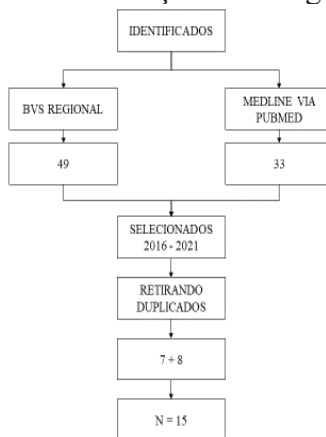 IDENTIFICADOS
BVS REGIONAL
MEDLINE VIA
PUBMED
49
33
SELECIONADOS
2016 - 2021
RETIRANDO
DUPLICADOS
7 + 8
N = 15